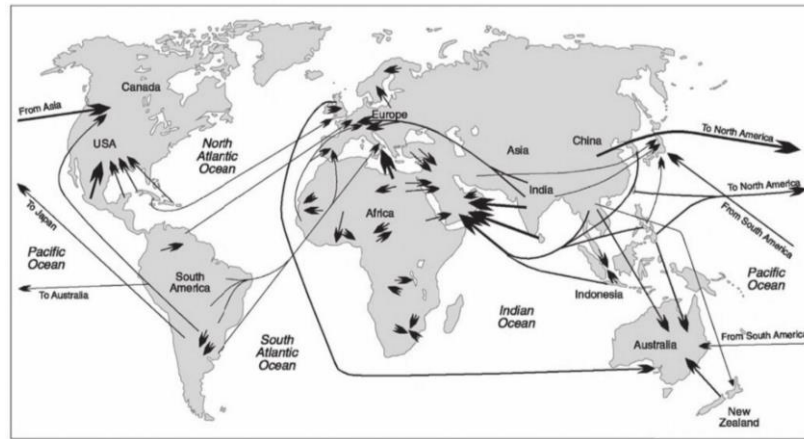 Canada
From Asia
USA
North
Atlantic
Ocean
Europe
Asia
China
To North America
India
To North America
Africa
To Japan
From South America
Pacific
Ocean
South
America
To Australia
Indian
Ocean
Indonesia
Pacific
Ocean
South
Atlantic
Ocean
Australia
From South America
New
Zealand